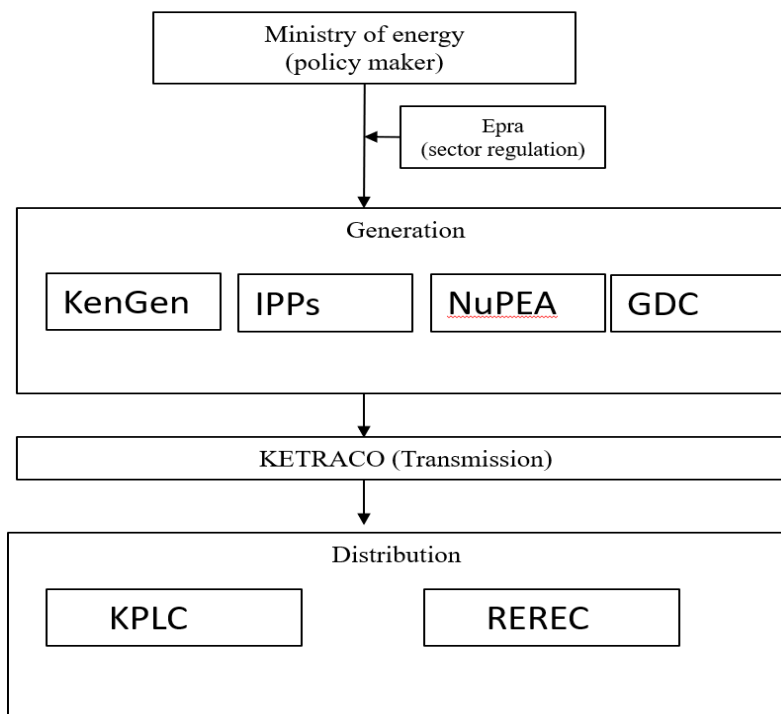 Ministry of energy
(policy maker)
Epra
(sector regulation)
Generation
KenGen
IPPs
NuPEA
GDC
KETRACO (Transmission)
Distribution
KPLC
REREC